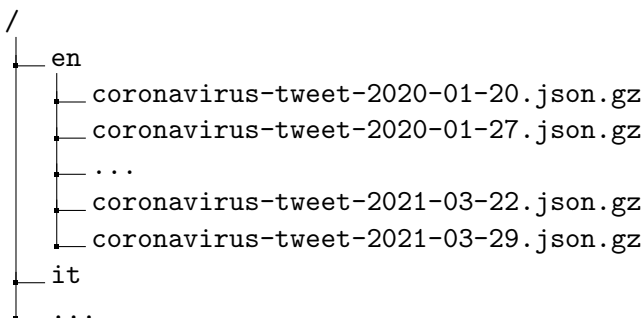 /
en
coronavirus-tweet-2020-01-20.json.gz
coronavirus-tweet-2020-01-27.json.gz
...
coronavirus-tweet-2021-03-22.json.gz
coronavirus-tweet-2021-03-29.json.gz
it
...